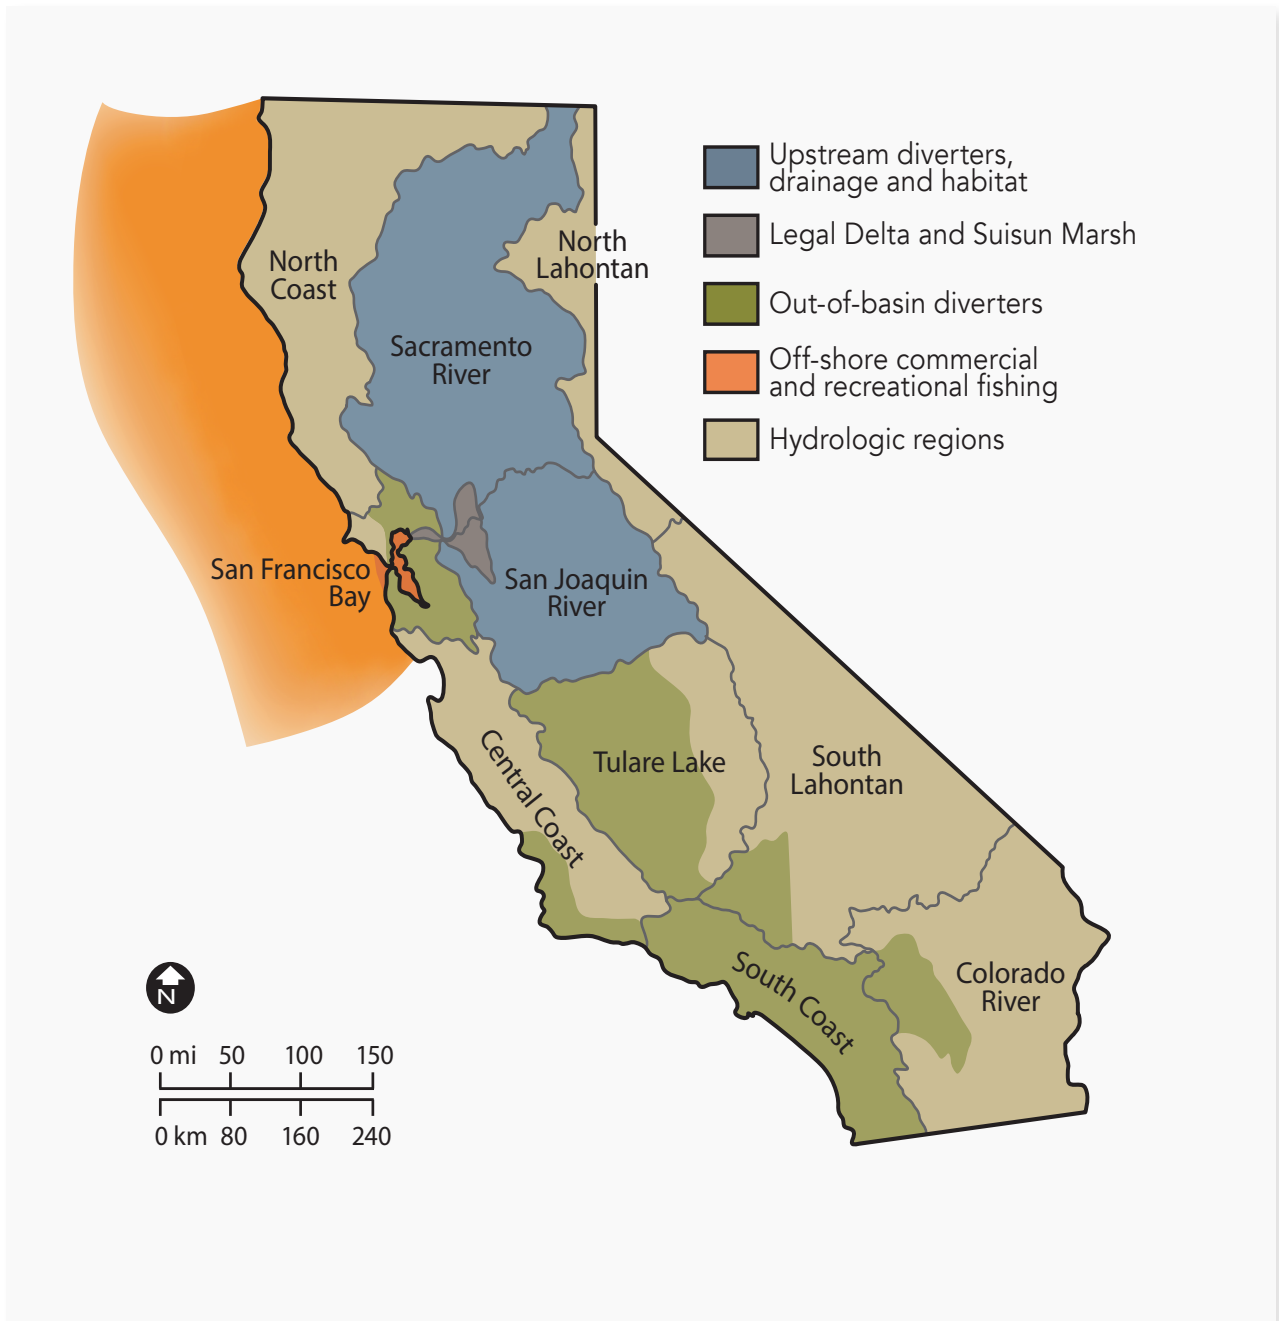 Upstream diverters,
drainage and habitat
Legal Delta and Suisun Marsh
Out-of-basin diverters
Off-shore commercial
and recreational fishing
Hydrologic regions
North
Coast
North
Lahontan
Sacramento
River
San Francisco
Bay
San Joaquin
River
Central Coast
Tulare Lake
South
Lahontan
South Coast
Colorado
River
N
0 mi 50 100 150
0 km 80 160 240